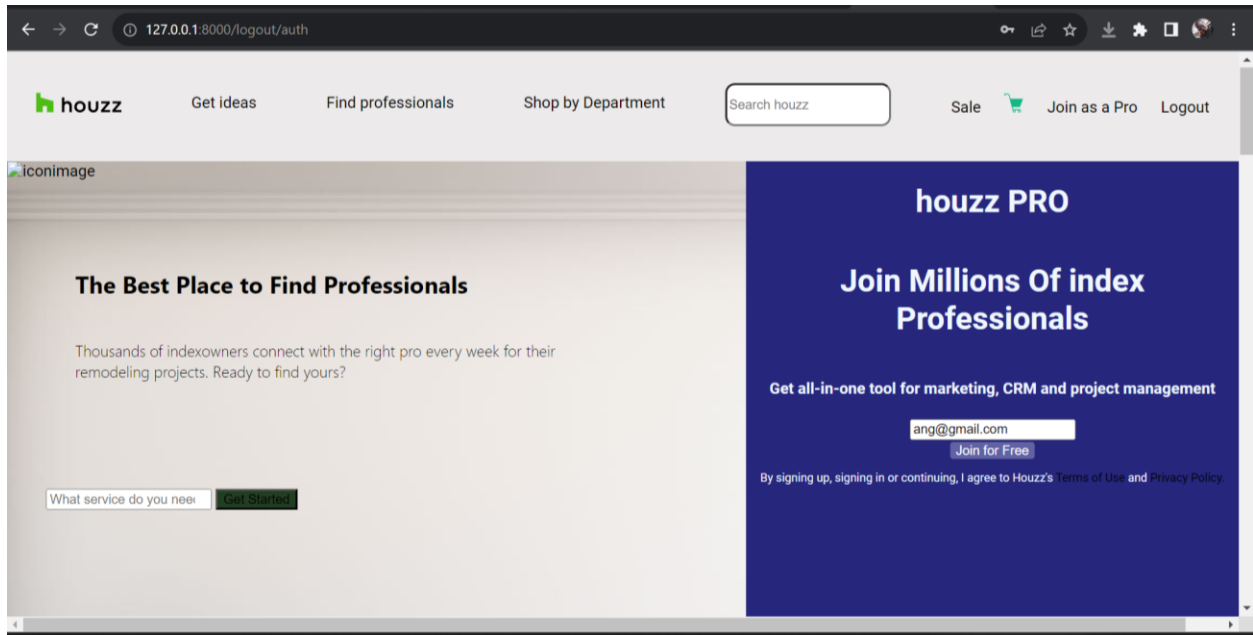 127.0.0.1:8000/logout/auth
houzz Get ideas Find professionals Shop by Department Search houzz Sale Join as a Pro Logout
iconimage
The Best Place to Find Professionals
Thousands of indexowners connect with the right pro every week for their
remodeling projects. Ready to find yours?
What service do you nee
Get Started
houzz PRO
Join Millions Of index
Professionals
Get all-in-one tool for marketing, CRM and project management
ang@gmail.com
Join for Free
By signing up, signing in or continuing, I agree to Houzz's Terms of Use and Privacy Policy.